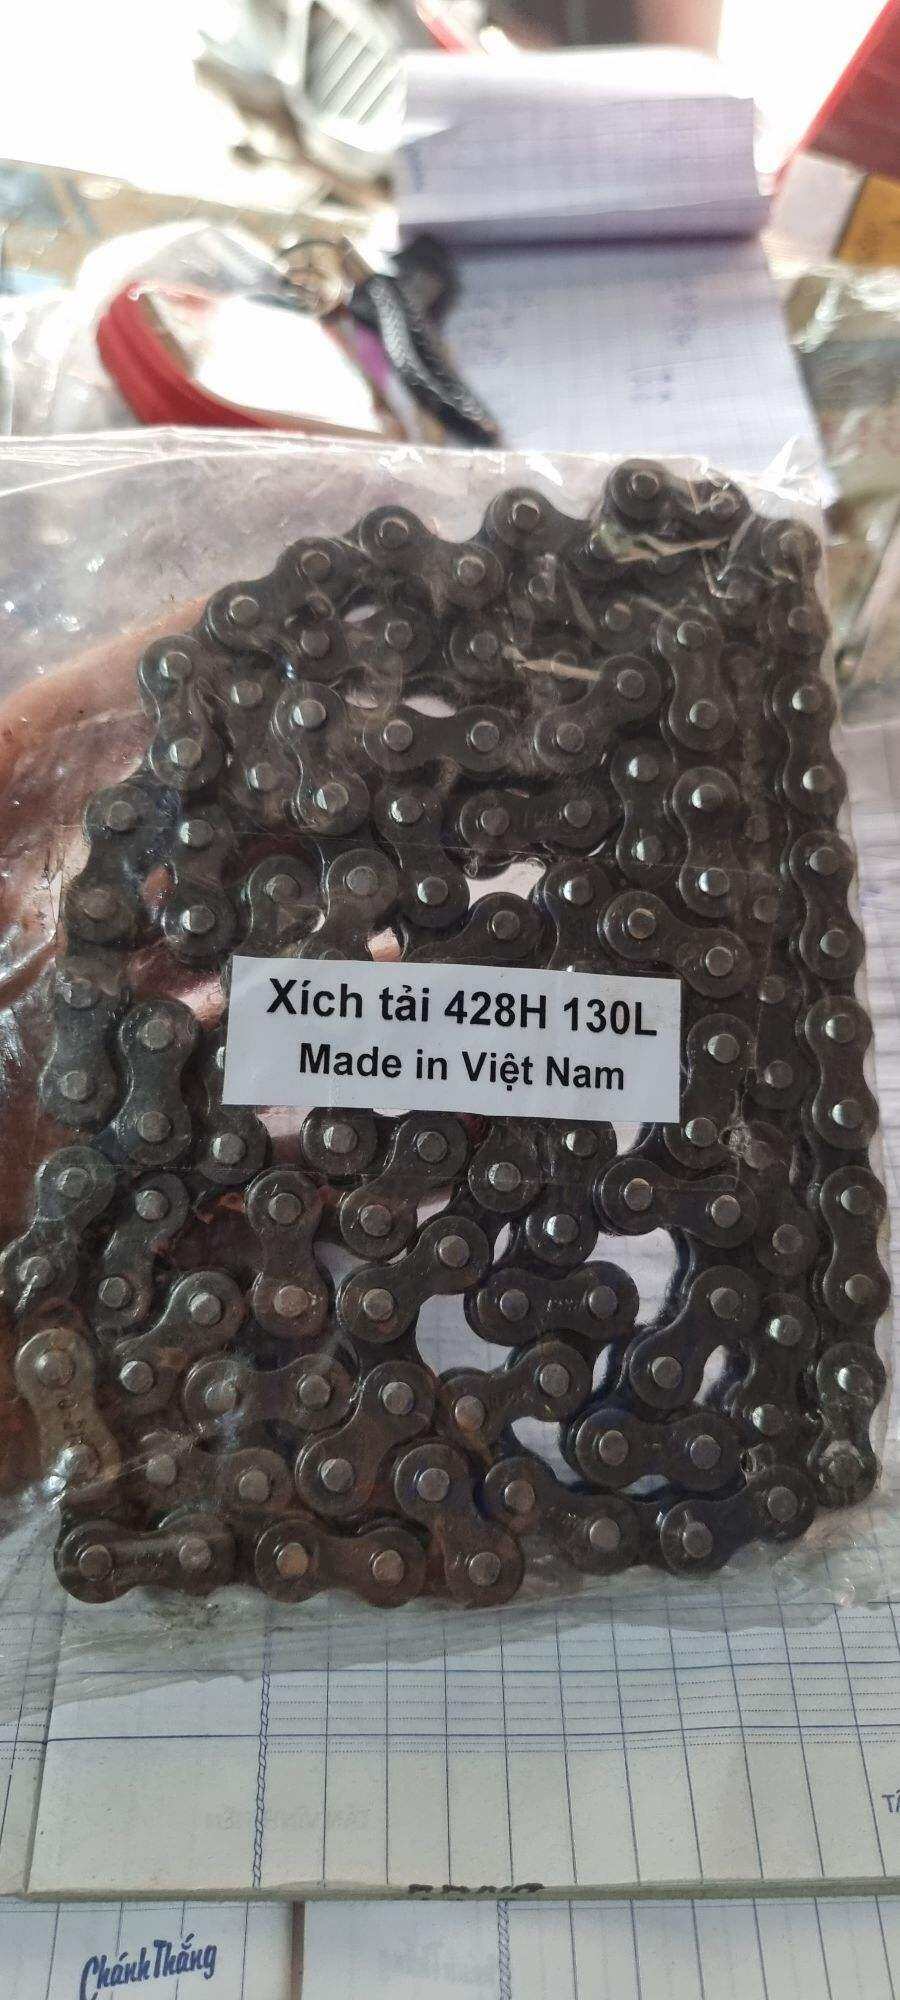 Xích tải 428H 130L
Made in Việt Nam
Chánh Thắng